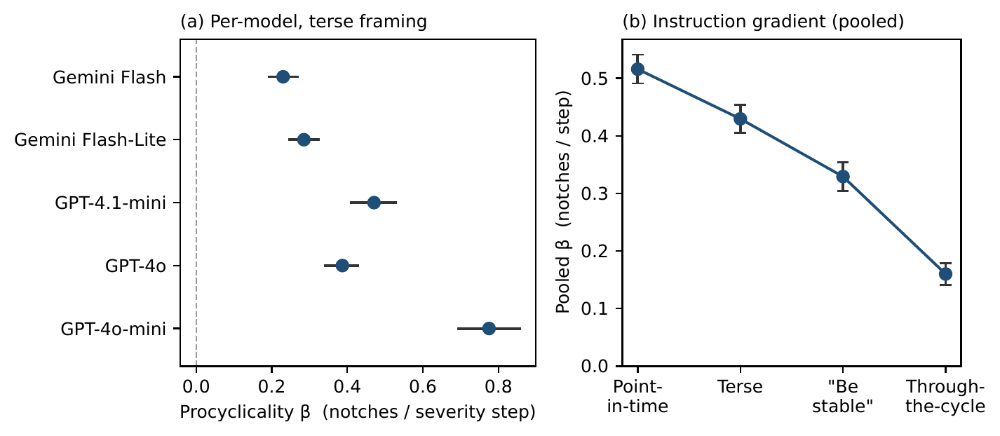 (a) Per-model, terse framing
Gemini Flash
Gemini Flash-Lite
GPT-4.1-mini
GPT-4o
GPT-4o-mini
0.0 0.2 0.4 0.6 0.8
Procyclicality β (notches / severity step)
(b) Instruction gradient (pooled)
Pooled β (notches / step)
0.5
0.4
0.3
0.2
0.1
0.0
Point-
in-time
Terse
"Be
stable"
Through-
the-cycle